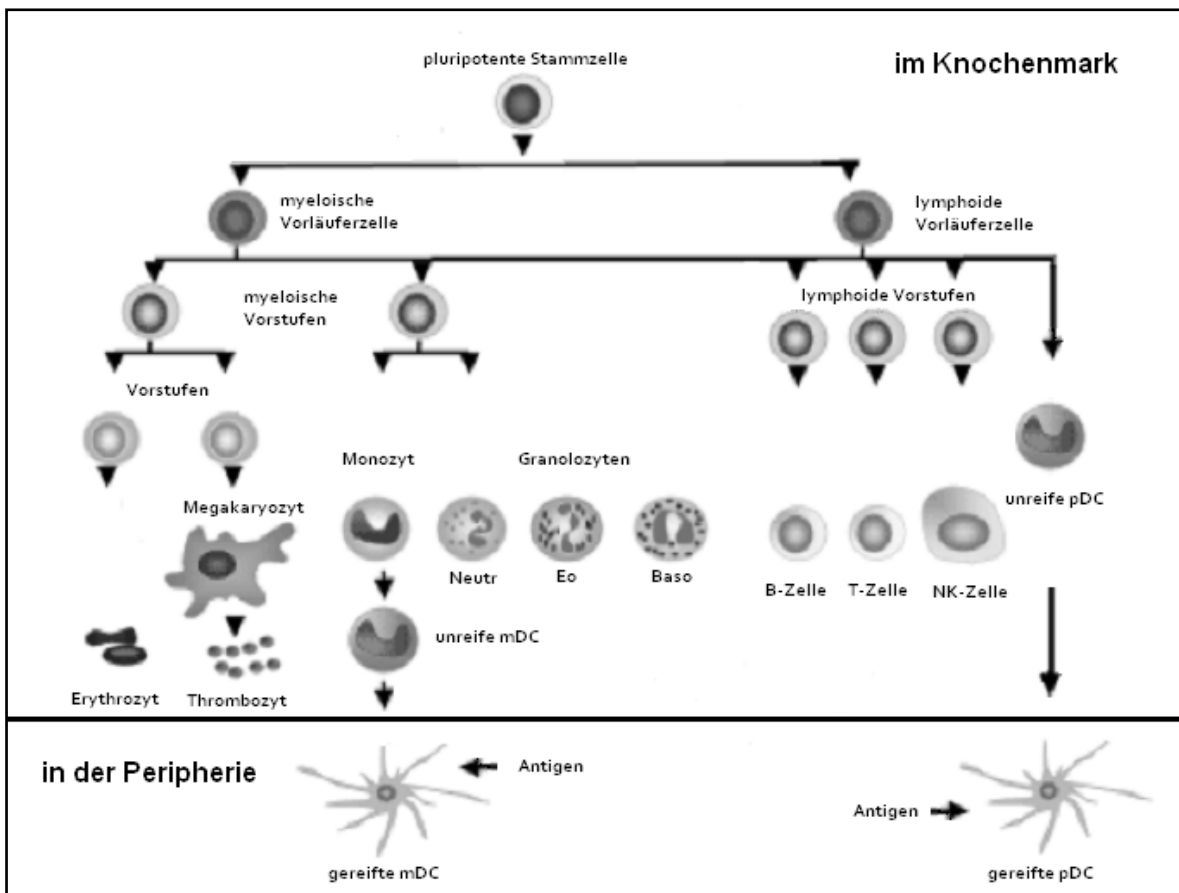 pluripotente Stammzelle
im Knochenmark
myeloische
Vorläuferzelle
lymphoide
Vorläuferzelle
myeloische
Vorstufen
lymphoide Vorstufen
Vorstufen
Monozyt
Granolozyten
unreife pDC
Megakaryozyt
Neutr
Eo
Baso
B-Zelle
T-Zelle
NK-Zelle
unreife mDC
Erythrozyt
Thrombozyt
in der Peripherie
Antigen
Antigen
gereifte mDC
gereifte pDC